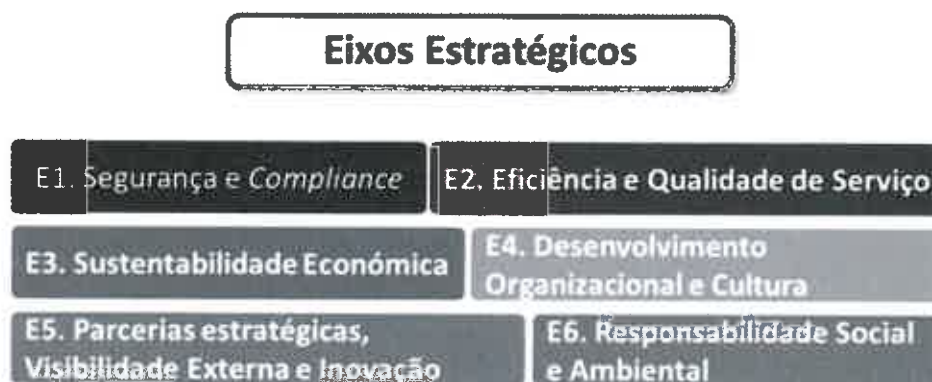 Eixos Estratégicos
E1. Segurança e Compliance
E2. Eficiência e Qualidade de Serviço
E3. Sustentabilidade Económica
E4. Desenvolvimento
Organizacional e Cultura
E5. Parcerias estratégicas,
Visibilidade Externa e Inovação
E6. Responsabilidade Social
e Ambiental